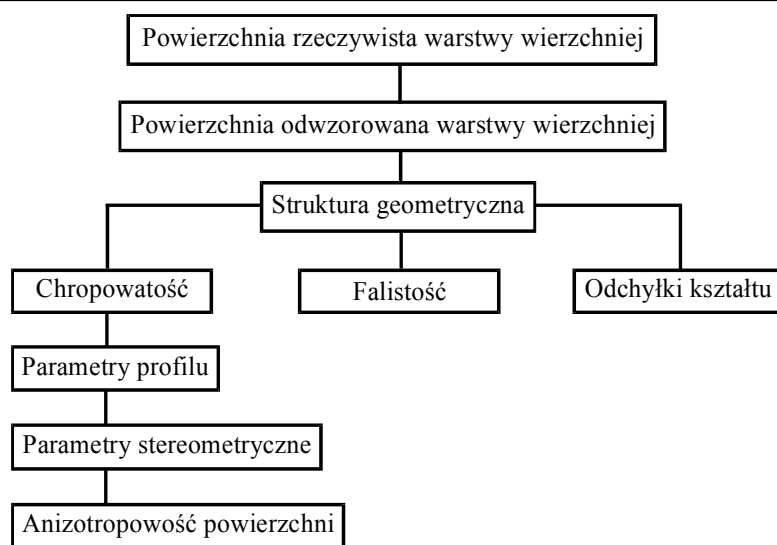 Powierzchnia rzeczywista warstwy wierzchniej
Powierzchnia odwzorowana warstwy wierzchniej
Struktura geometryczna
Chropowatość
Falistość
Odchyłki kształtu
Parametry profilu
Parametry stereometryczne
Anizotropowość powierzchni